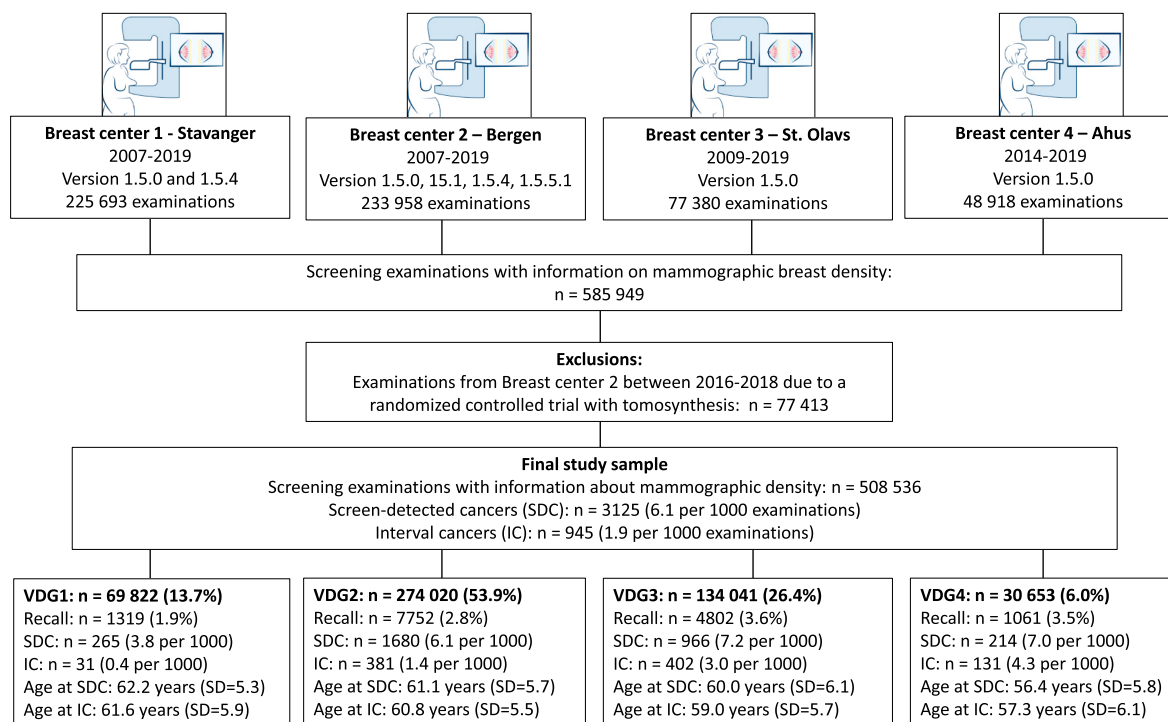 Breast center 1 - Stavanger
2007-2019
Version 1.5.0 and 1.5.4
225 693 examinations
Breast center 2 – Bergen
2007-2019
Version 1.5.0, 15.1, 1.5.4, 1.5.5.1
233 958 examinations
Breast center 3 – St. Olavs
2009-2019
Version 1.5.0
77 380 examinations
Breast center 4 – Ahus
2014-2019
Version 1.5.0
48 918 examinations
Screening examinations with information on mammographic breast density:
n = 585 949
Exclusions:
Examinations from Breast center 2 between 2016-2018 due to a
randomized controlled trial with tomosynthesis:  n = 77 413
Final study sample
Screening examinations with information about mammographic density: n = 508 536
Screen-detected cancers (SDC): n = 3125 (6.1 per 1000 examinations)
Interval cancers (IC): n = 945 (1.9 per 1000 examinations)
VDG1: n = 69 822 (13.7%)
Recall: n = 1319 (1.9%)
SDC: n = 265 (3.8 per 1000)
IC: n = 31 (0.4 per 1000)
Age at SDC: 62.2 years (SD=5.3)
Age at IC: 61.6 years (SD=5.9)
VDG2: n = 274 020 (53.9%)
Recall: n = 7752 (2.8%)
SDC: n = 1680 (6.1 per 1000)
IC: n = 381 (1.4 per 1000)
Age at SDC: 61.1 years (SD=5.7)
Age at IC: 60.8 years (SD=5.5)
VDG3: n = 134 041 (26.4%)
Recall: n = 4802 (3.6%)
SDC: n = 966 (7.2 per 1000)
IC: n = 402 (3.0 per 1000)
Age at SDC: 60.0 years (SD=6.1)
Age at IC: 59.0 years (SD=5.7)
VDG4: n = 30 653 (6.0%)
Recall: n = 1061 (3.5%)
SDC: n = 214 (7.0 per 1000)
IC: n = 131 (4.3 per 1000)
Age at SDC: 56.4 years (SD=5.8)
Age at IC: 57.3 years (SD=6.1)